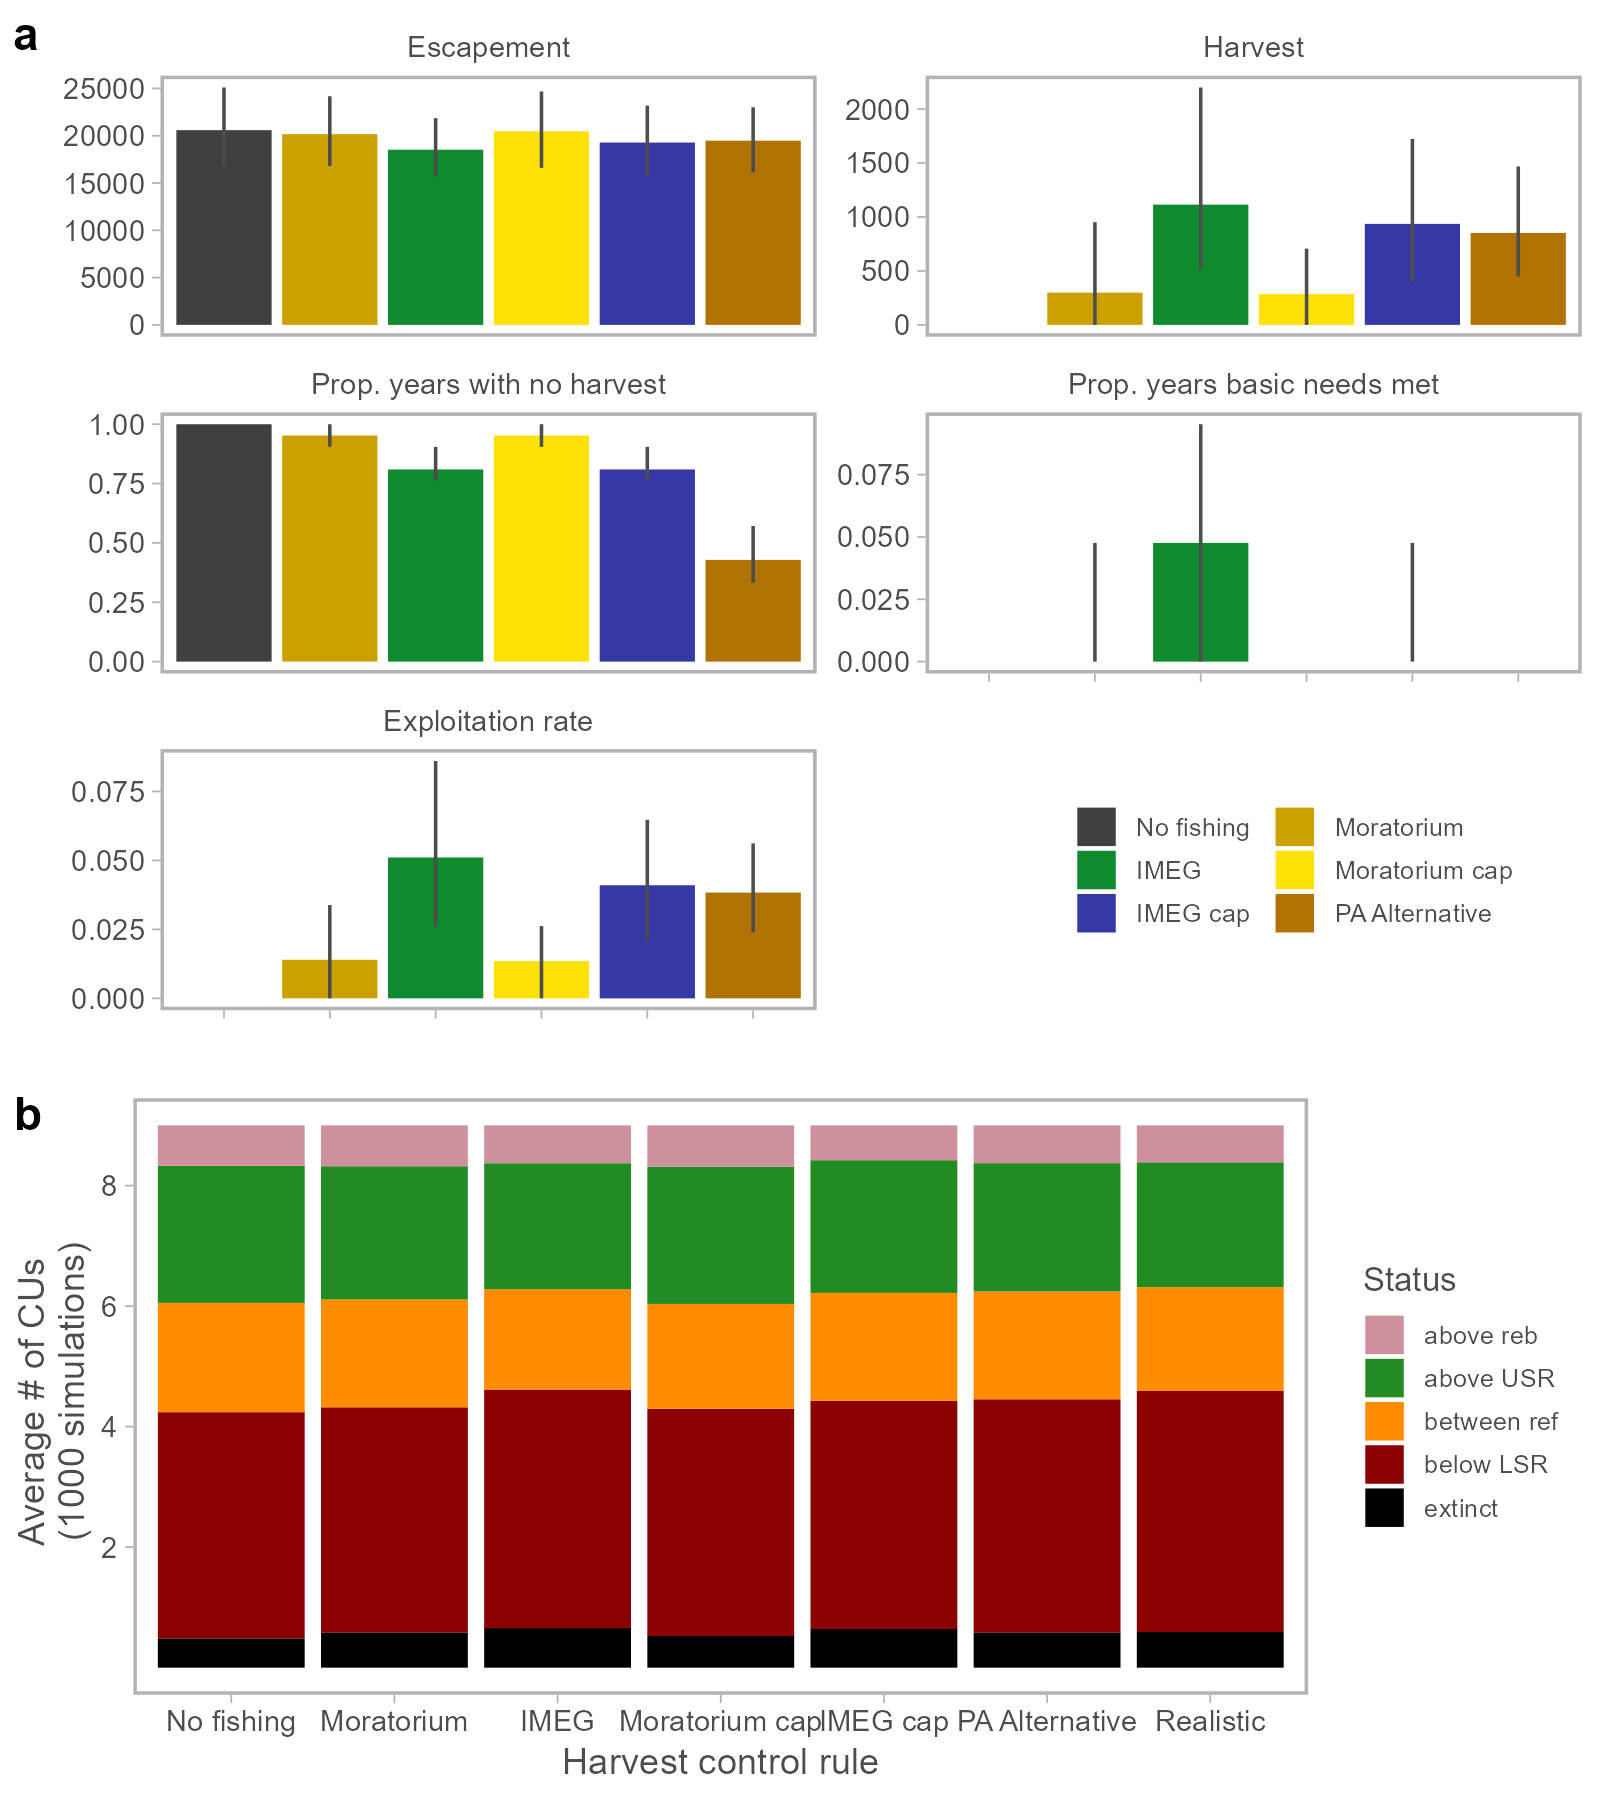 a
Escapement
Harvest
25000
20000
15000
10000
5000
0
2000
1500
1000
500
0
Prop. years with no harvest
Prop. years basic needs met
1.00
0.75
0.50
0.25
0.00
0.075
0.050
0.025
0.000
Exploitation rate
0.075
0.050
0.025
0.000
No fishing
Moratorium
IMEG
Moratorium cap
IMEG cap
PA Alternative
b
Average # of CUs
(1000 simulations)
8
6
4
2
No fishing Moratorium IMEG Moratorium cap IMEG cap PA Alternative Realistic
Harvest control rule
Status
above reb
above USR
between ref
below LSR
extinct